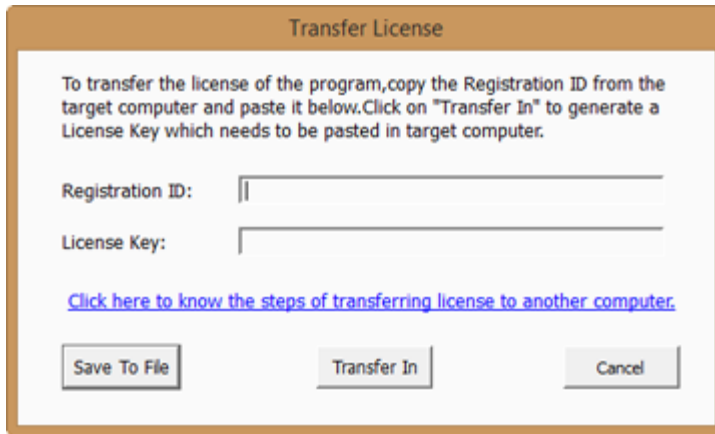 Transfer License
To transfer the license of the program,copy the Registration ID from the
target computer and paste it below.Click on "Transfer In" to generate a
License Key which needs to be pasted in target computer.
Registration ID:
License Key:
Click here to know the steps of transferring license to another computer.
Save To File Transfer In Cancel